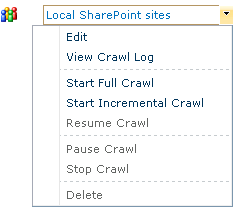 Local SharePoint sites
Edit
View Crawl Log
Start Full Crawl
Start Incremental Crawl
Resume Crawl
Pause Crawl
Stop Crawl
Delete